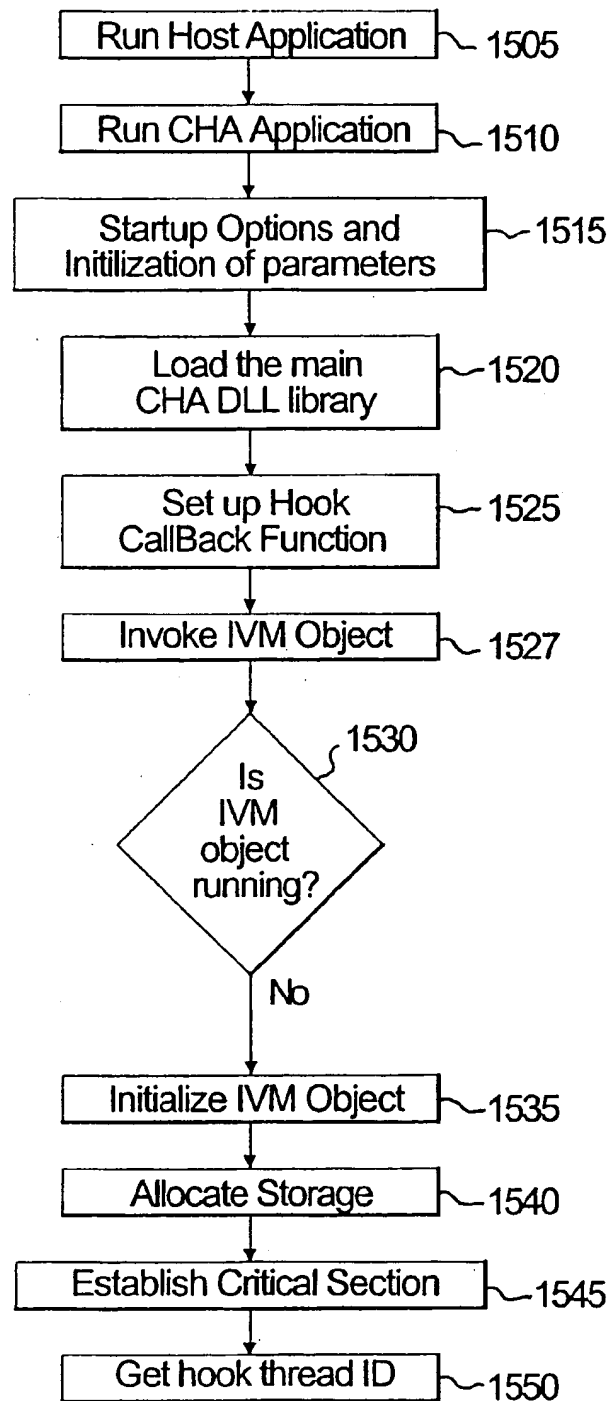 Run Host Application
1505
Run CHA Application
1510
Startup Options and
Initilization of parameters
1515
Load the main
CHA DLL library
1520
Set up Hook
CallBack Function
1525
Invoke IVM Object
1527
1530
Is
IVM
object
running?
No
Initialize IVM Object
1535
Allocate Storage
1540
Establish Critical Section
1545
Get hook thread ID
1550